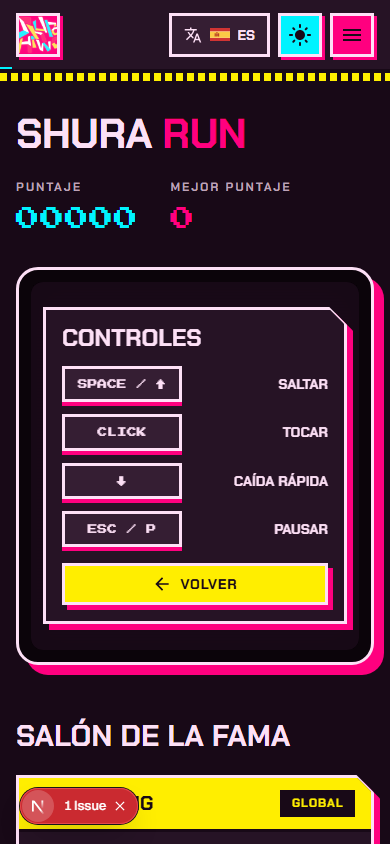 ES
SHURA RUN
PUNTAJE
MEJOR PUNTAJE
00000
0
CONTROLES
SPACE / ↑
SALTAR
CLICK
TOCAR
↓
CAÍDA RÁPIDA
ESC / P
PAUSAR
← VOLVER
SALÓN DE LA FAMA
GLOBAL
N
1 Issue ×